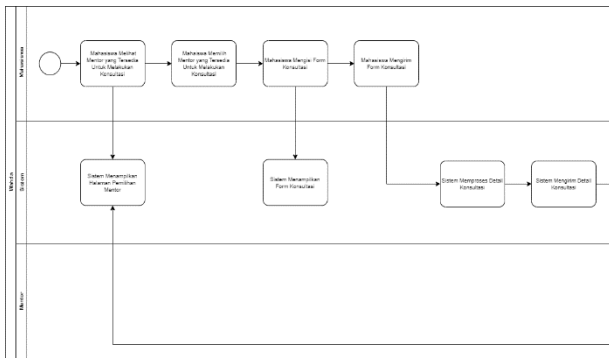 Mahasiswa
Mahasiswa Melihat
Mentor yang Tersedia
Untuk Melakukan
Konsultasi
Mahasiswa Memilih
Mentor yang Tersedia
Untuk Melakukan
Konsultasi
Mahasiswa Mengisi Form
Konsultasi
Mahasiswa Mengirim
Form Konsultasi
Sistem
Sistem Menampilkan
Halaman Pemilihan
Mentor
Sistem Menampilkan
Form Konsultasi
Sistem Memproses Detail
Konsultasi
Sistem Mengirim Detail
Konsultasi
Mentor